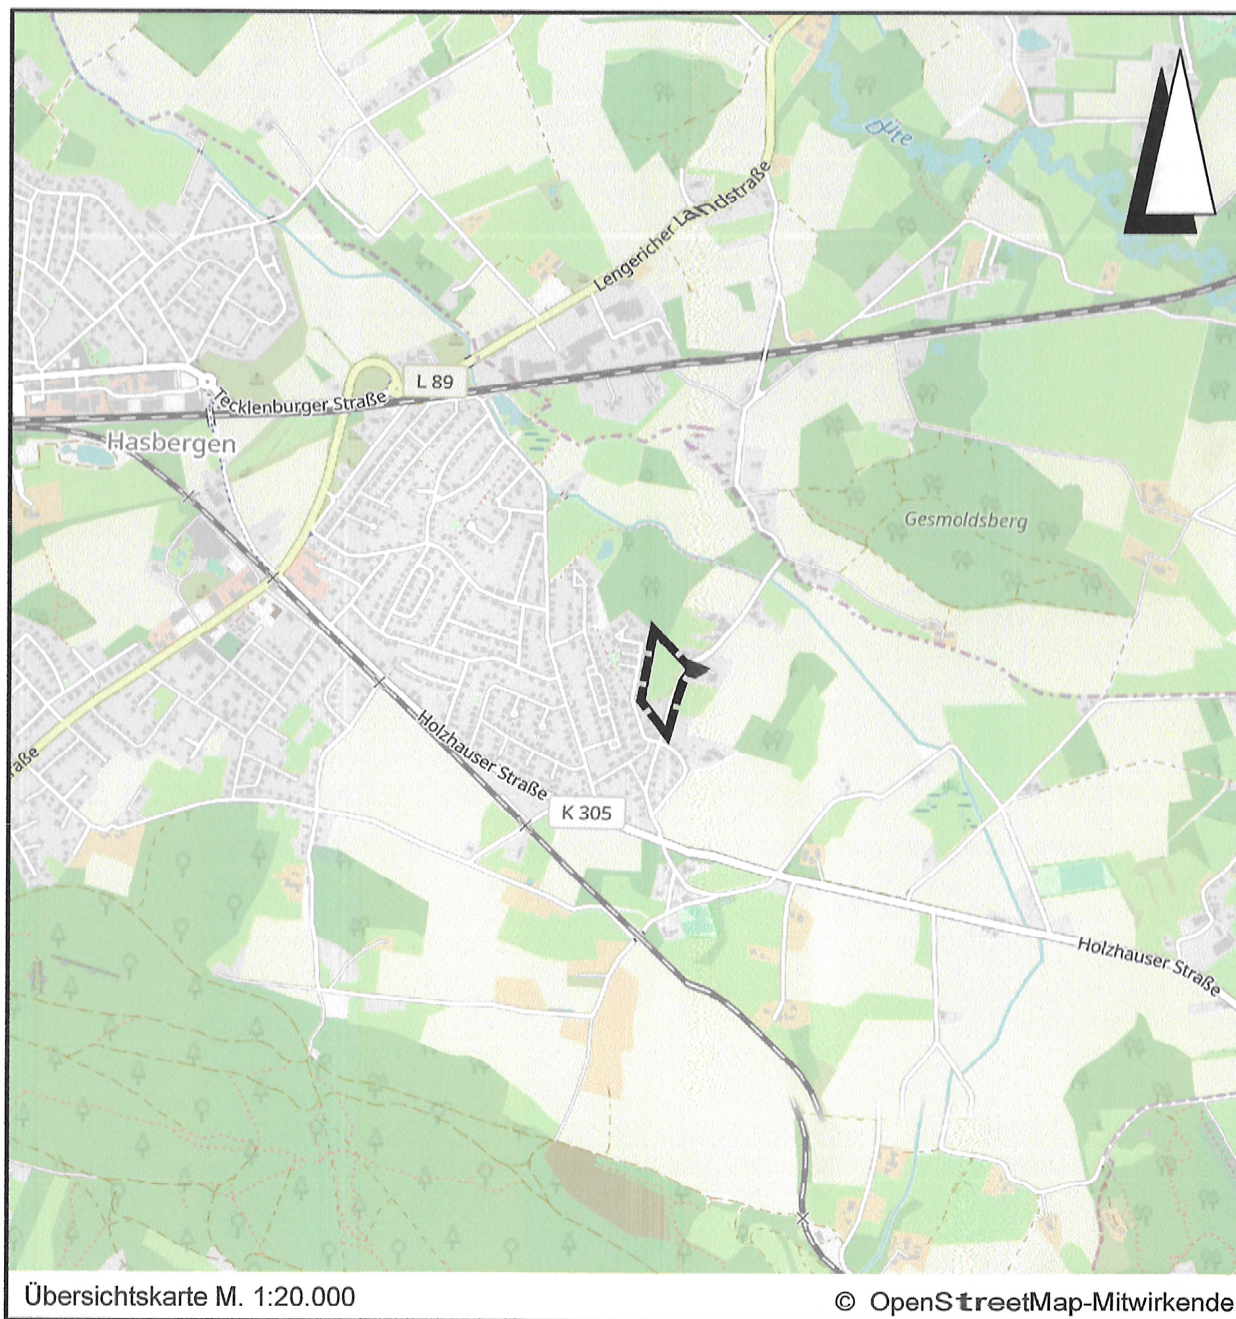 Düte
Lengericher Landstraße
L 89
Tecklenburger Straße
Hasbergen
Gesmoldsberg
Holzhauser Straße
raße
K 305
Holzhauser Straße
Übersichtskarte M. 1:20.000
© OpenStreetMap-Mitwirkende